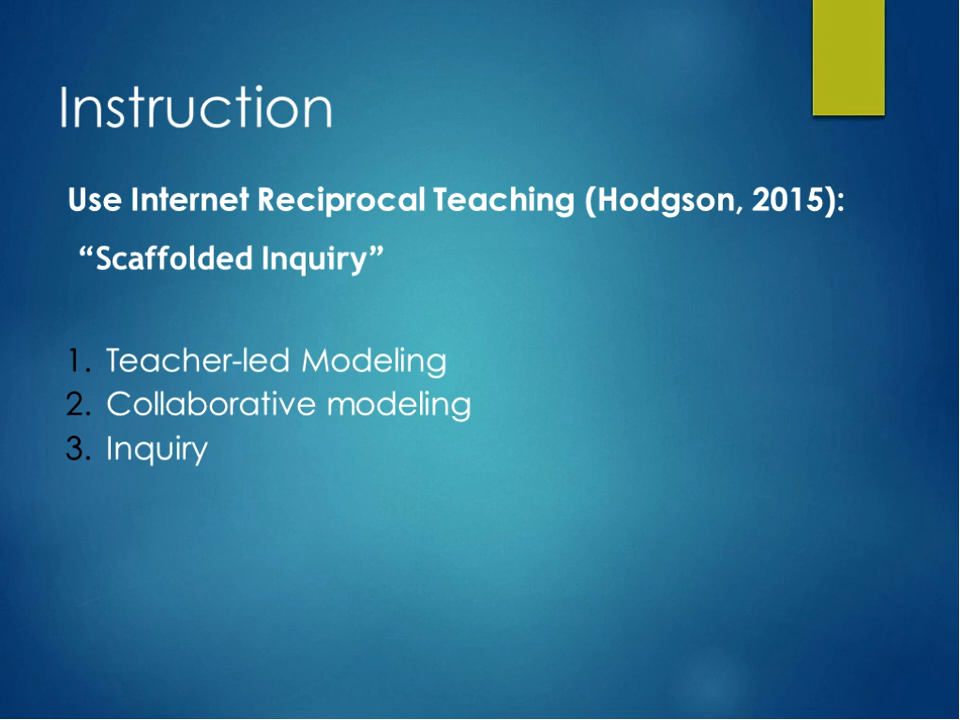 Instruction
Use Internet Reciprocal Teaching (Hodgson, 2015):
“Scaffolded Inquiry”
1. Teacher-led Modeling
2. Collaborative modeling
3. Inquiry